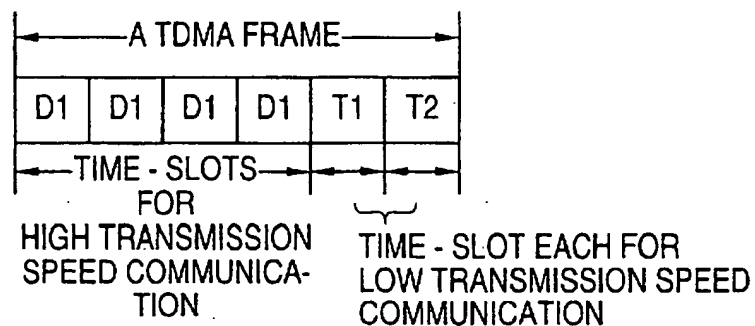 A TDMA FRAME
D1 D1 D1 D1 T1 T2
TIME - SLOTS
FOR
HIGH TRANSMISSION
SPEED COMMUNICA-
TION
TIME - SLOT EACH FOR
LOW TRANSMISSION SPEED
COMMUNICATION